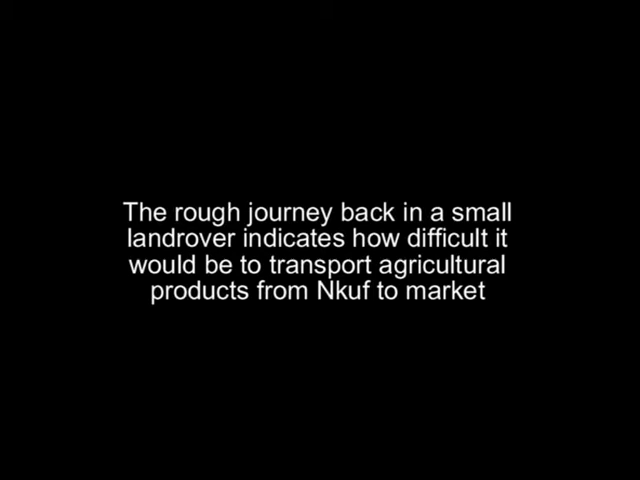 The rough journey back in a small
landrover indicates how difficult it
would be to transport agricultural
products from Nkuf to market